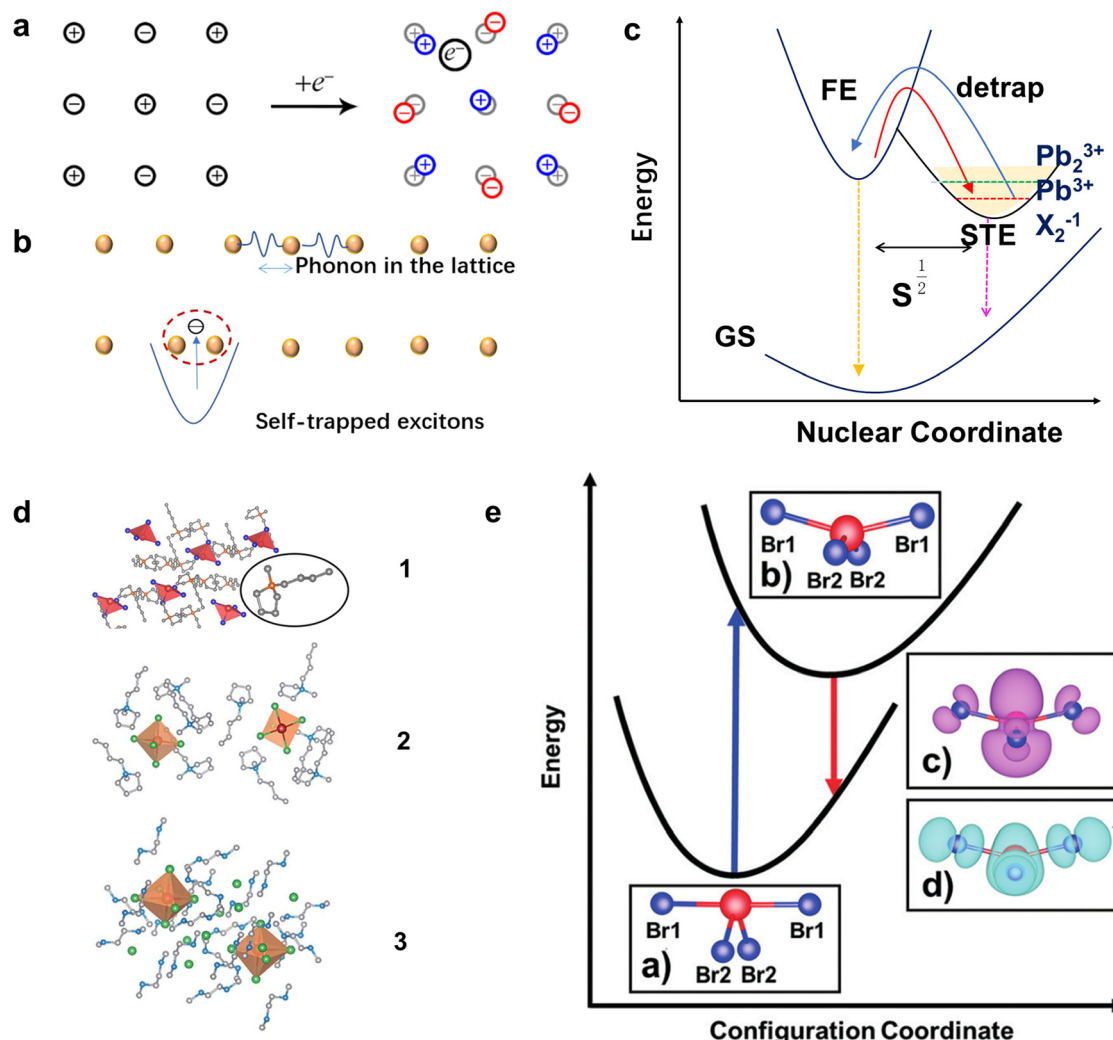 a
+ − + + − +
− + − +e⁻ − + −
+ − + + − +
e⁻
b
Phonon in the lattice
Self-trapped excitons
c
FE
detrap
Pb₂³⁺
Pb³⁺
X₂⁻¹
STE
S^{1/2}
GS
Energy
Nuclear Coordinate
d
1
2
3
e
Br1 Br1
Br2 Br2
b)
c)
d)
Br1 Br1
Br2 Br2
a)
Energy
Configuration Coordinate